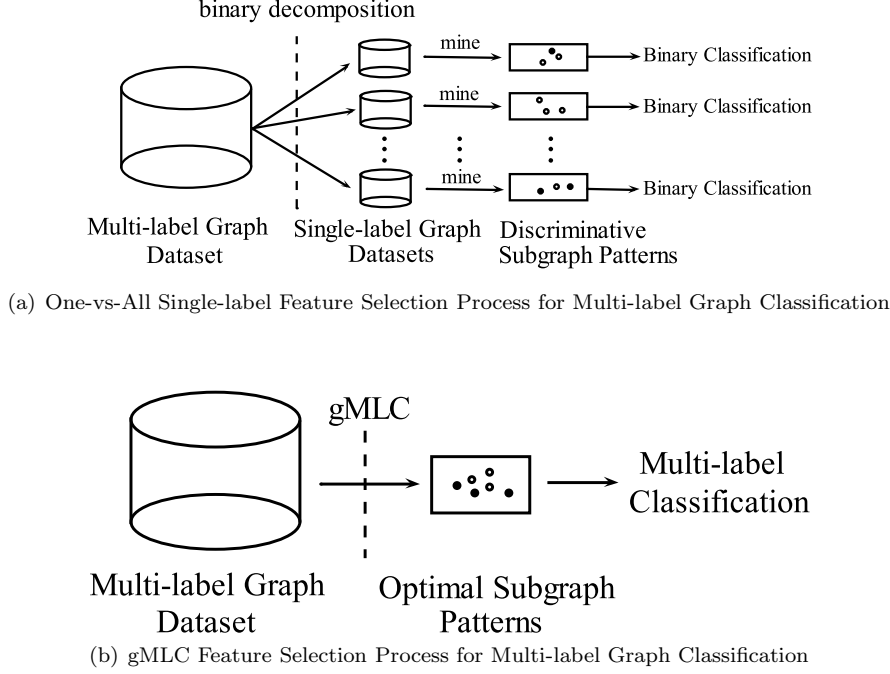 binary decomposition
mine
Binary Classification
mine
Binary Classification
mine
Binary Classification
Multi-label Graph
Dataset
Single-label Graph
Datasets
Discriminative
Subgraph Patterns
(a) One-vs-All Single-label Feature Selection Process for Multi-label Graph Classification
gMLC
Multi-label
Classification
Multi-label Graph
Dataset
Optimal Subgraph
Patterns
(b) gMLC Feature Selection Process for Multi-label Graph Classification